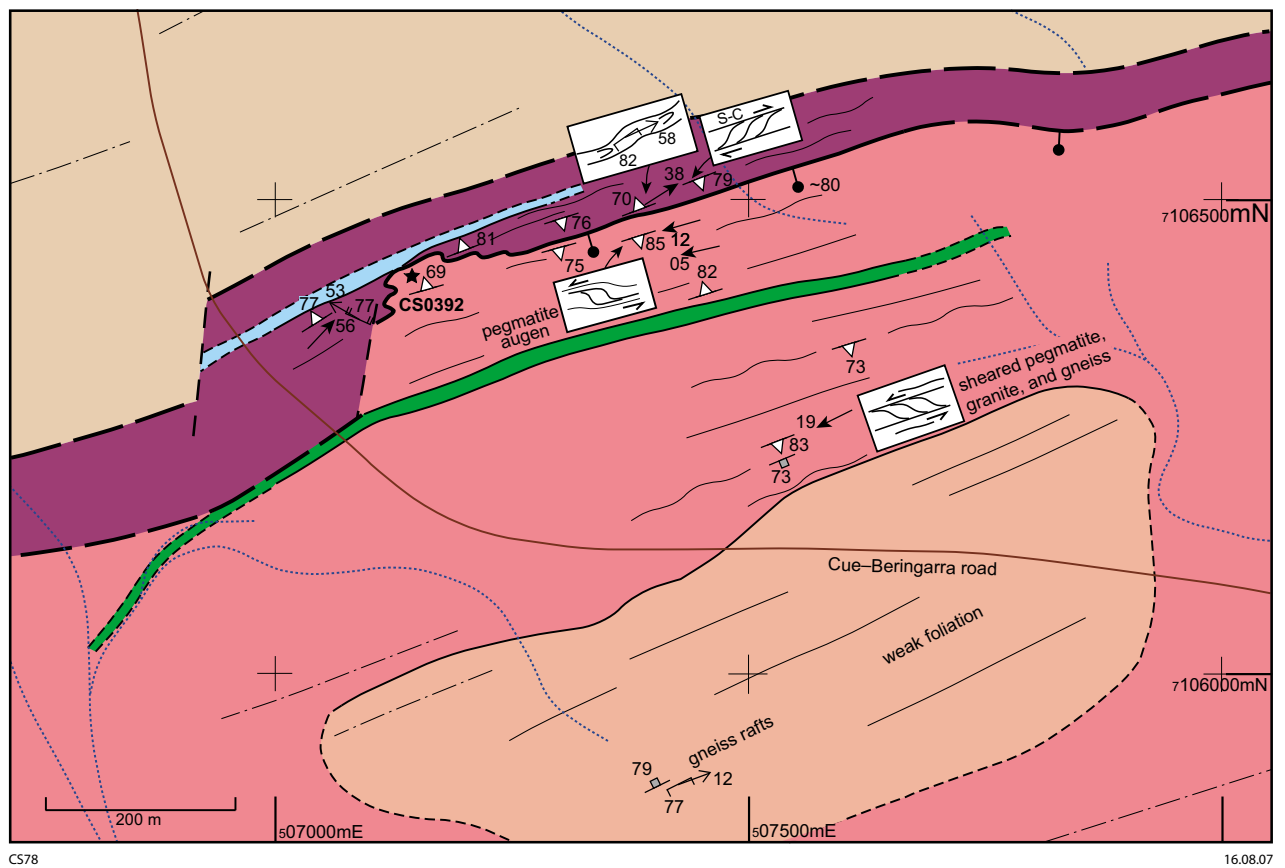 58
82
S-C
38
79
70
~80
7106500mN
76
81
12
85
75
05
69
82
53
77
77
CS0392
56
pegmatite
augen
73
sheared pegmatite,
granite, and gneiss
19
83
73
Cue–Beringarra road
weak foliation
7106000mN
gneiss rafts
79
12
77
200 m
507000mE
507500mE
CS78
16.08.07